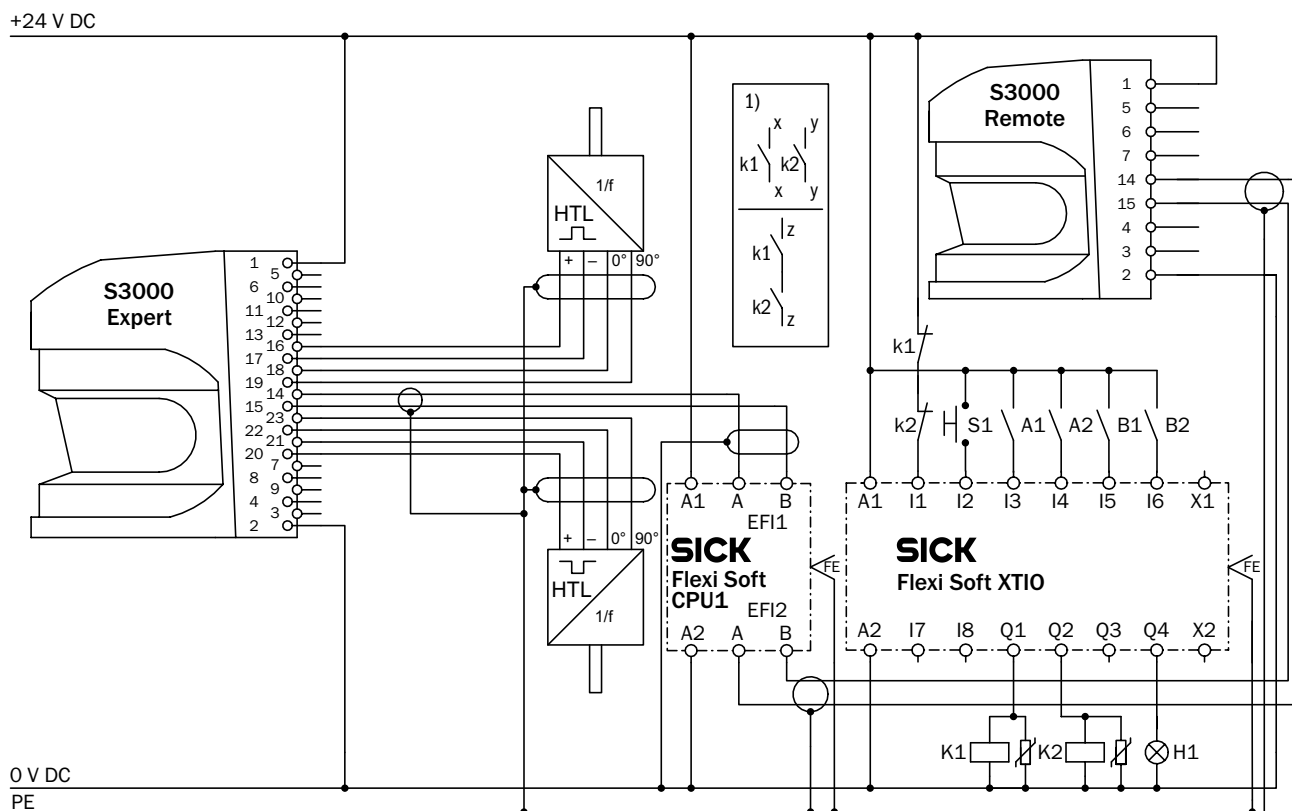 +24 V DC
S3000
Remote
1
5
6
7
14
15
4
3
2
1)
x y
k1 k2
x y
z
k1
k2
z
1/f
HTL
+ – 0° 90°
S3000
Expert
1
5
6
10
11
12
13
16
17
18
19
14
15
23
22
21
20
7
8
9
4
3
2
+ – 0° 90°
HTL
1/f
k1
k2 S1 A1 A2 B1 B2
A1 A B
EFI1
SICK
Flexi Soft
CPU1
EFI2
A2 A B
FE
A1 I1 I2 I3 I4 I5 I6 X1
SICK
Flexi Soft XTIO
FE
A2 I7 I8 Q1 Q2 Q3 Q4 X2
K1 K2 H1
0 V DC
PE